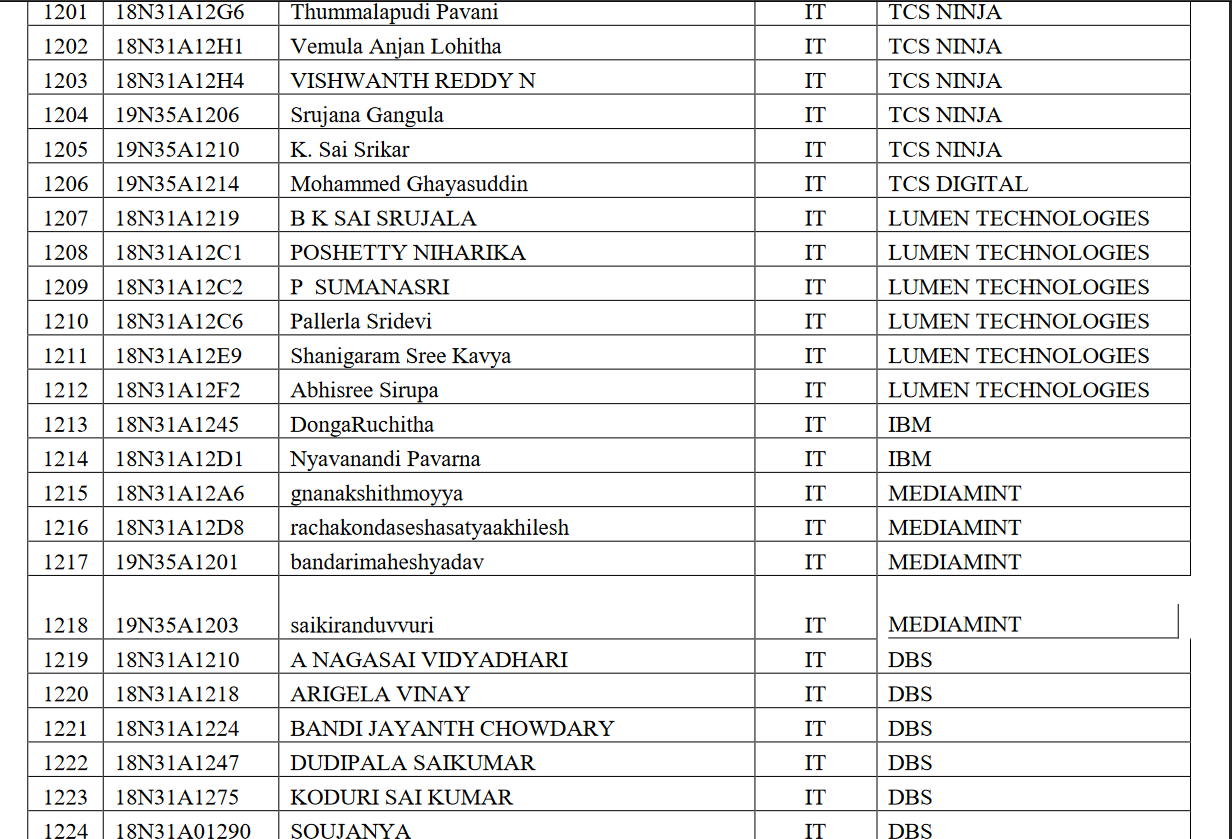 1201 18N31A12G6 Thummalapudi Pavani IT TCS NINJA
1202 18N31A12H1 Vemula Anjan Lohitha IT TCS NINJA
1203 18N31A12H4 VISHWANTH REDDY N IT TCS NINJA
1204 19N35A1206 Srujana Gangula IT TCS NINJA
1205 19N35A1210 K. Sai Srikar IT TCS NINJA
1206 19N35A1214 Mohammed Ghayasuddin IT TCS DIGITAL
1207 18N31A1219 B K SAI SRUJALA IT LUMEN TECHNOLOGIES
1208 18N31A12C1 POSHETTY NIHARIKA IT LUMEN TECHNOLOGIES
1209 18N31A12C2 P SUMANASRI IT LUMEN TECHNOLOGIES
1210 18N31A12C6 Pallerla Sridevi IT LUMEN TECHNOLOGIES
1211 18N31A12E9 Shanigaram Sree Kavya IT LUMEN TECHNOLOGIES
1212 18N31A12F2 Abhisree Sirupa IT LUMEN TECHNOLOGIES
1213 18N31A1245 DongaRuchitha IT IBM
1214 18N31A12D1 Nyavanandi Pavarna IT IBM
1215 18N31A12A6 gnanakshithmoyya IT MEDIAMINT
1216 18N31A12D8 rachakondaseshasatyaakhilesh IT MEDIAMINT
1217 19N35A1201 bandarimaheshyadav IT MEDIAMINT
1218 19N35A1203 saikiranduvvuri IT MEDIAMINT
1219 18N31A1210 A NAGASAI VIDYADHARI IT DBS
1220 18N31A1218 ARIGELA VINAY IT DBS
1221 18N31A1224 BANDI JAYANTH CHOWDARY IT DBS
1222 18N31A1247 DUDIPALA SAIKUMAR IT DBS
1223 18N31A1275 KODURI SAI KUMAR IT DBS
1224 18N31A01290 SOUJANYA IT DBS